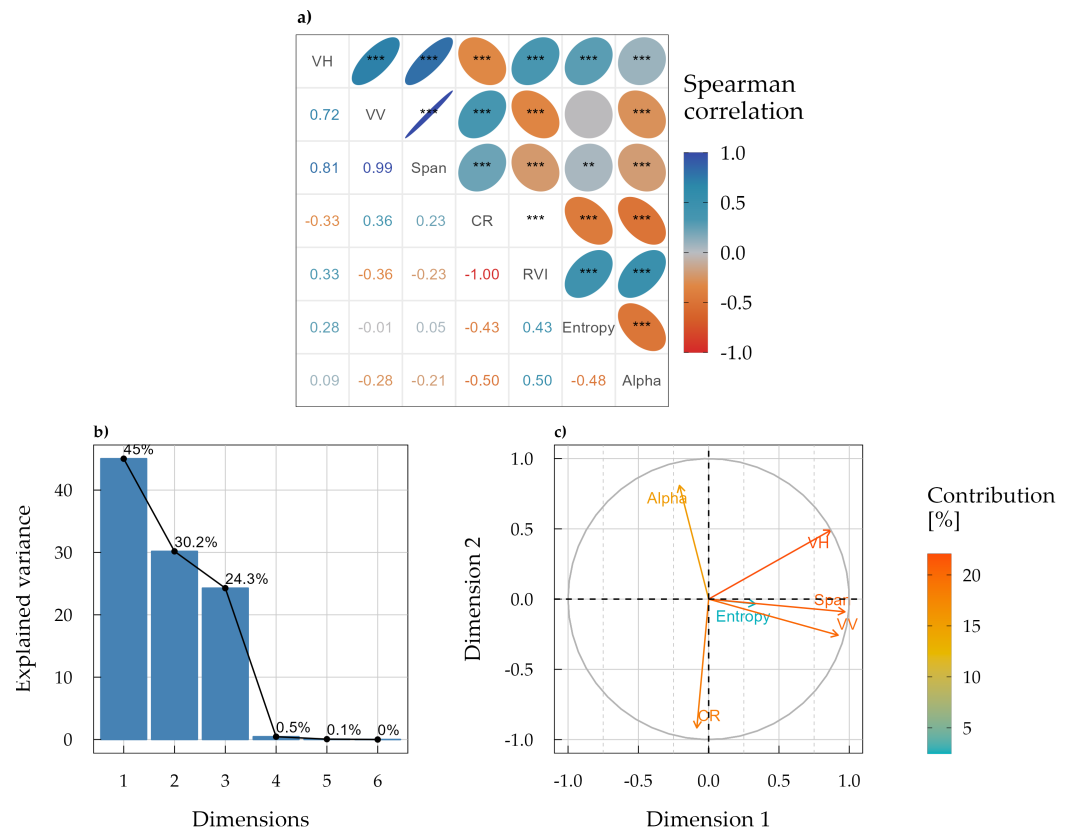 a)
VH *** *** *** *** *** ***
0.72 VV *** *** *** ***
0.81 0.99 Span *** *** ** ***
-0.33 0.36 0.23 CR *** *** ***
0.33 -0.36 -0.23 -1.00 RVI *** ***
0.28 -0.01 0.05 -0.43 0.43 Entropy ***
0.09 -0.28 -0.21 -0.50 0.50 -0.48 Alpha
Spearman
correlation
1.0
0.5
0.0
-0.5
-1.0
b)
Explained variance
40
30
20
10
0
45%
30.2%
24.3%
0.5%
0.1%
0%
1 2 3 4 5 6
Dimensions
c)
Dimension 2
1.0
0.5
0.0
-0.5
-1.0
Alpha
VH
Span
Entropy
VV
CR
-1.0 -0.5 0.0 0.5 1.0
Dimension 1
Contribution
[%]
20
15
10
5